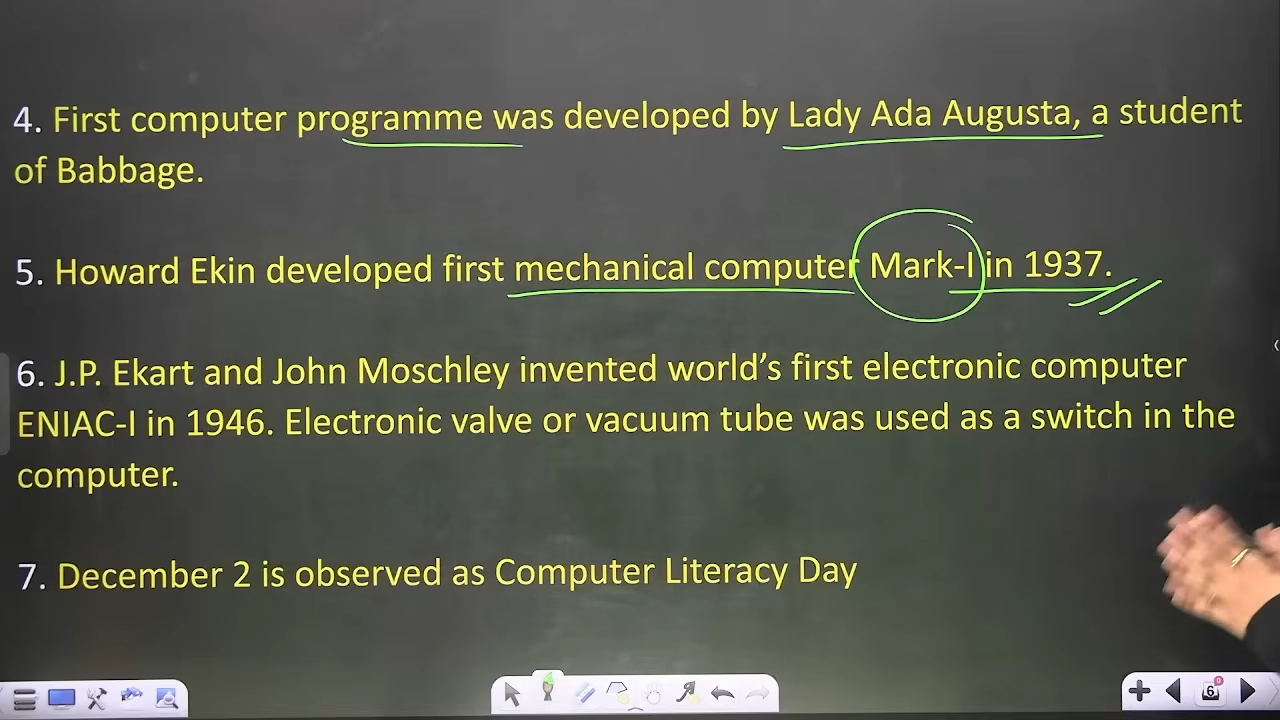 4. First computer programme was developed by Lady Ada Augusta, a student
of Babbage.
5. Howard Ekin developed first mechanical computer Mark-I in 1937.
6. J.P. Ekart and John Moschley invented world's first electronic computer
ENIAC-I in 1946. Electronic valve or vacuum tube was used as a switch in the
computer.
7. December 2 is observed as Computer Literacy Day
6
0